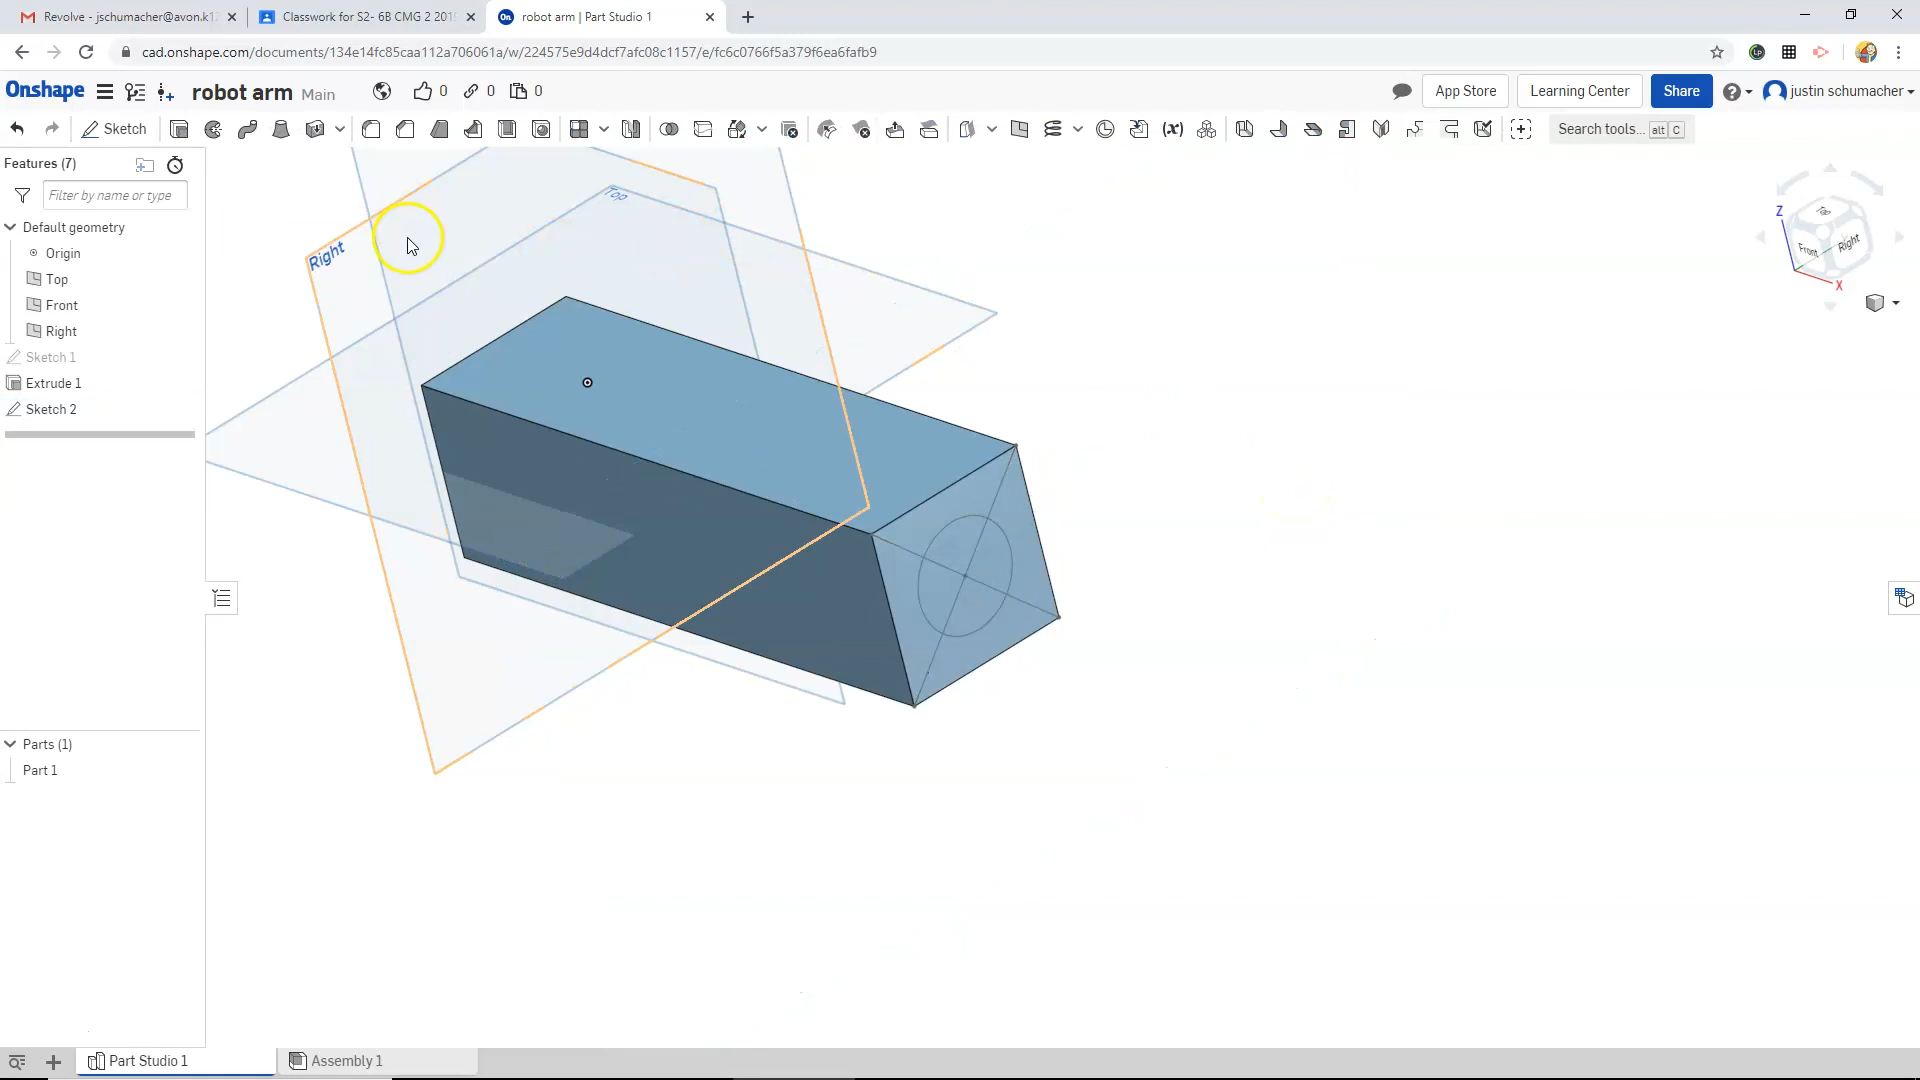 Revolve - jschumacher@avon.k12
Classwork for S2- 6B CMG 2 201
robot arm | Part Studio 1
cad.onshape.com/documents/134e14fc85caa112a706061a/w/224575e9d4dcf7afc08c1157/e/fc6c0766f5a379f6ea6fafb9
Onshape robot arm Main 0 0 0 App Store Learning Center Share justin schumacher
Sketch (x) Search tools... alt C
Features (7)
Filter by name or type
Default geometry
Origin
Top
Front
Right
Sketch 1
Extrude 1
Sketch 2
Parts (1)
Part 1
Right
Top
Z
Top
Front
Right
X
Part Studio 1
Assembly 1